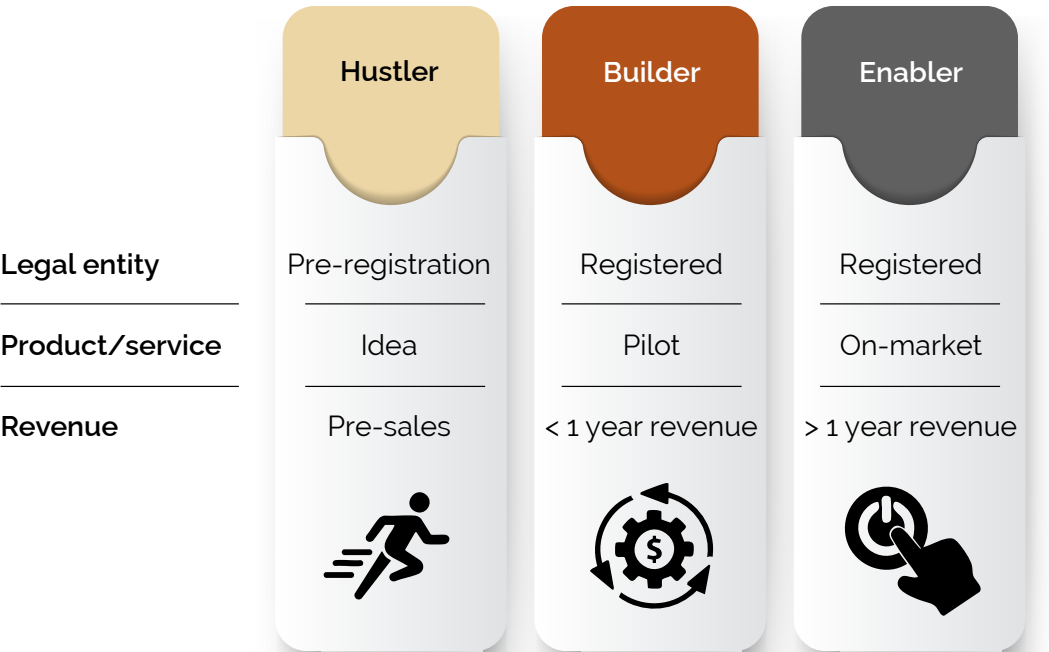 Hustler Builder Enabler
Legal entity Pre-registration Registered Registered
Product/service Idea Pilot On-market
Revenue Pre-sales < 1 year revenue > 1 year revenue
$